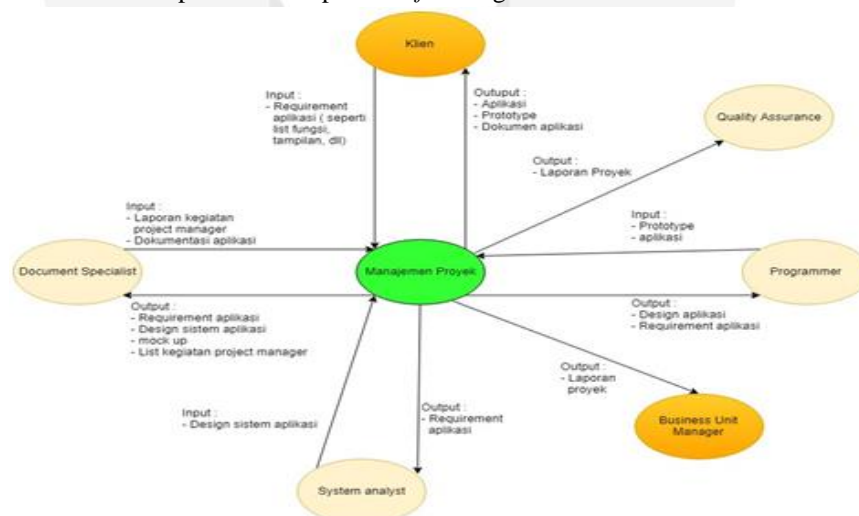 Klien
Input :
- Requirement
aplikasi ( seperti
list fungsi,
tampilan, dll)
Outuput :
- Aplikasi
- Prototype
- Dokumen aplikasi
Quality Assurance
Output :
- Laporan Proyek
Input :
- Laporan kegiatan
project manager
- Dokumentasi aplikasi
Input :
- Prototype
- aplikasi
Document Specialist
Manajemen Proyek
Programmer
Output :
- Requirement aplikasi
- Design sistem aplikasi
- mock up
- List kegiatan project manager
Output :
- Design aplikasi
- Requirement aplikasi
Output :
- Laporan
proyek
Input :
- Design sistem aplikasi
Output :
- Requirement
aplikasi
Business Unit
Manager
System analyst